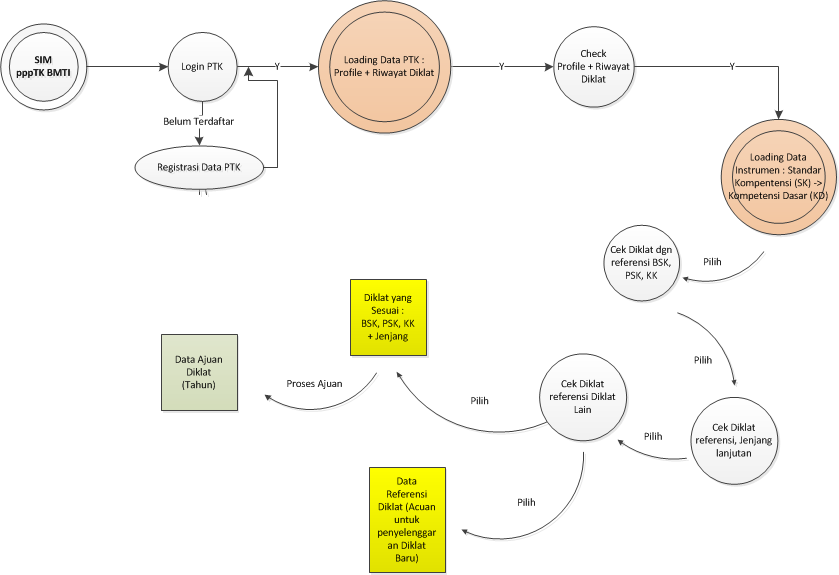 SIM
pppTK BMTI
Login PTK
Y
Loading Data PTK :
Profile + Riwayat Diklat
Y
Check
Profile + Riwayat
Diklat
Y
Belum Terdaftar
Registrasi Data PTK
Loading Data
Instrumen : Standar
Kompentensi (SK) ->
Kompetensi Dasar (KD)
Cek Diklat dgn
referensi BSK,
PSK, KK
Pilih
Diklat yang
Sesuai :
BSK, PSK, KK
+ Jenjang
Data Ajuan
Diklat
(Tahun)
Proses Ajuan
Pilih
Cek Diklat
referensi Diklat
Lain
Pilih
Pilih
Cek Diklat
referensi, Jenjang
lanjutan
Data
Referensi
Diklat (Acuan
untuk
penyelenggar
an Diklat
Baru)
Pilih